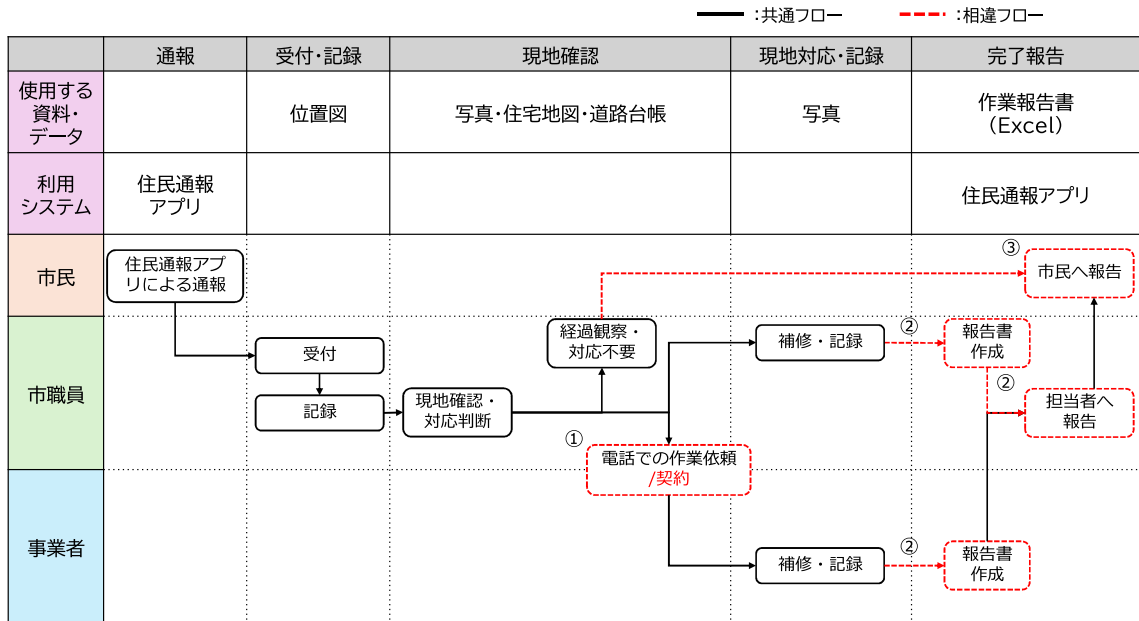 :共通フロー
:相違フロー
通報
受付・記録
現地確認
現地対応・記録
完了報告
使用する
資料・
データ
位置図
写真・住宅地図・道路台帳
写真
作業報告書
（Excel）
利用
システム
住民通報
アプリ
住民通報アプリ
市民
住民通報アプ
リによる通報
③
市民へ報告
市職員
受付
記録
現地確認・
対応判断
経過観察・
対応不要
①
電話での作業依頼
/契約
補修・記録
②
報告書
作成
②
担当者へ
報告
事業者
補修・記録
②
報告書
作成